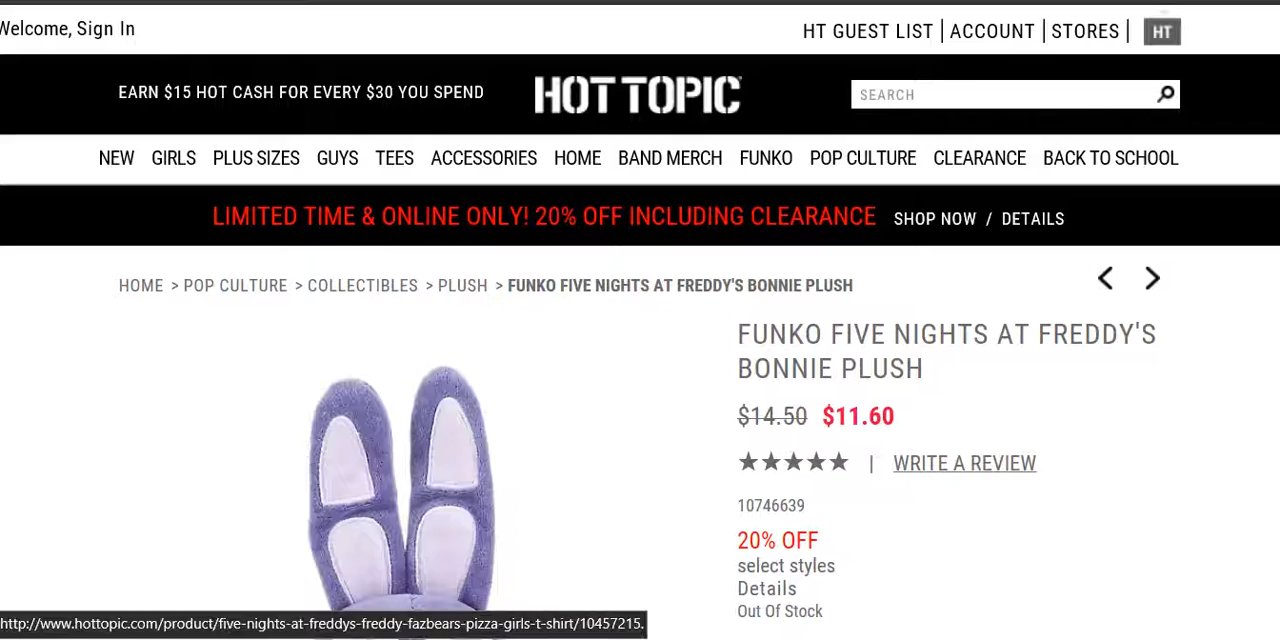 Welcome, Sign In
HT GUEST LIST | ACCOUNT | STORES | HT
EARN $15 HOT CASH FOR EVERY $30 YOU SPEND
HOT TOPIC
SEARCH
NEW GIRLS PLUS SIZES GUYS TEES ACCESSORIES HOME BAND MERCH FUNKO POP CULTURE CLEARANCE BACK TO SCHOOL
LIMITED TIME & ONLINE ONLY! 20% OFF INCLUDING CLEARANCE SHOP NOW / DETAILS
HOME > POP CULTURE > COLLECTIBLES > PLUSH > FUNKO FIVE NIGHTS AT FREDDY'S BONNIE PLUSH
FUNKO FIVE NIGHTS AT FREDDY'S
BONNIE PLUSH
$14.50 $11.60
★★★★★ | WRITE A REVIEW
10746639
20% OFF
select styles
Details
Out Of Stock
http://www.hottopic.com/product/five-nights-at-freddys-freddy-fazbears-pizza-girls-t-shirt/10457215.